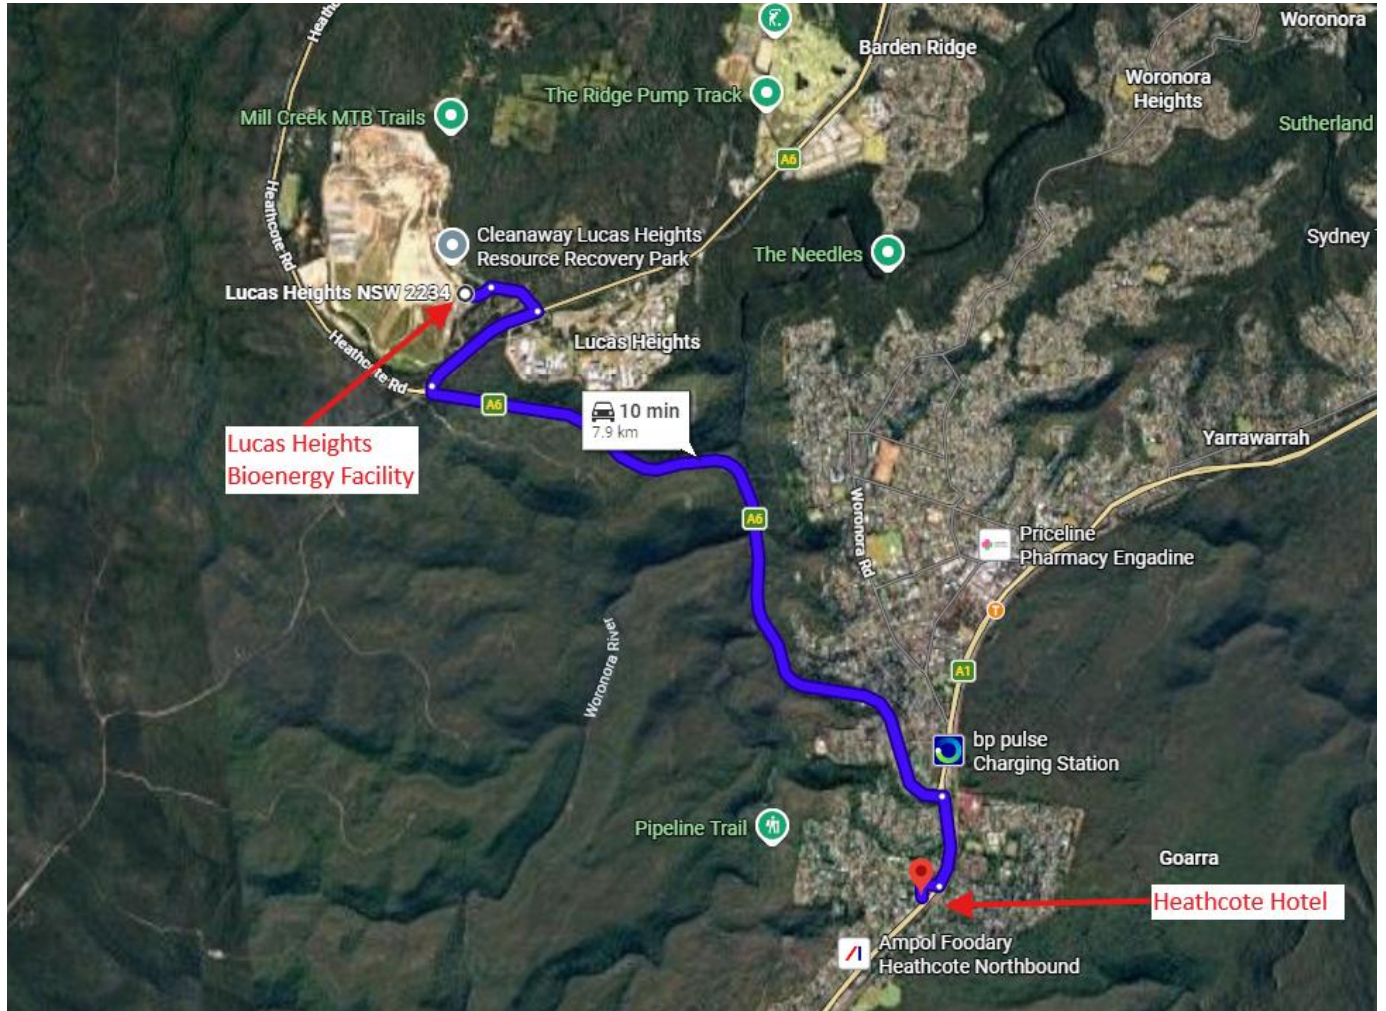 Heathc
Woronora
Barden Ridge
Woronora
Heights
The Ridge Pump Track
Mill Creek MTB Trails
Sutherland
A6
Heathcote Rd
Cleanaway Lucas Heights
Resource Recovery Park
The Needles
Sydney
Lucas Heights NSW 2234
Heathcote Rd
Lucas Heights
A6
10 min
7.9 km
Lucas Heights
Bioenergy Facility
Yarrawarrah
A6
Woronora Rd
Priceline
Pharmacy Engadine
T
Woronora River
A1
bp pulse
Charging Station
Pipeline Trail
Goarra
Heathcote Hotel
Ampol Foodary
Heathcote Northbound